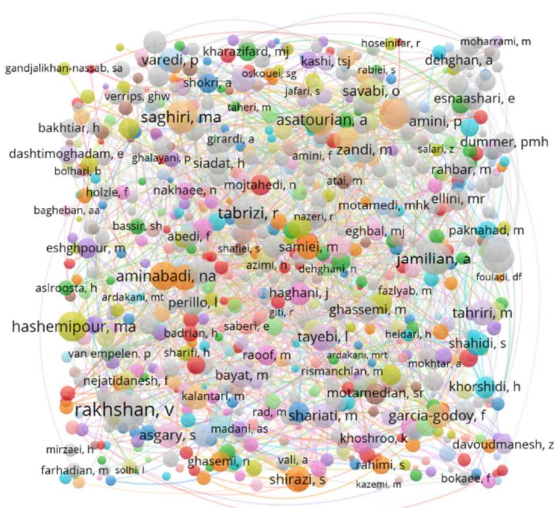 hoseinifar, r
moharrami, m
kharazifard, mj
varedi, p
kashi, tsj
dehghan, a
gandjalikhan-nassab, sa
oskouei, sg
rabiei, s
shokri, a
jafari, s
savabi, o
verrips, ghw
taheri, m
esnaashari, e
saghiri, ma
asatourian, a
amini, p
bakhtiar, h
girardi, a
dummer, pmh
dashtimoghadam, e
ghalayani, p
amini, f
zandi, m
salari, z
siadat, h
bolhari, b
rahbar, m
holzle, f
nakhaee, n
mojtahedi, n
atai, m
ellini, mr
bagheban, aa
tabrizi, r
motamedi, mhk
bassir, sh
nazeri, r
abedi, f
eghbal, mj
paknahad, m
eshghpour, m
shafiei, s
samiei, m
jamilian, a
azimi, h
dehghani, n
aminabadi, na
fouladi, df
asiroosta, h
haghani, j
fazlyab, m
ardakani, mt
perillo, l
ghassemi, m
giti, r
tahriri, m
hashemipour, ma
saberi, e
badrian, h
tayebi, l
heidari, h
shahidi, s
van empelen, p
sharifi, h
raoof, m
ardakani, mrt
mokhtar, a
rismanchian, m
nejatidanesh, f
bayat, m
khorshidi, h
kalantari, m
motamedian, sr
rakhshan, v
rad, m
shariati, m
garcia-godoy, f
madani, as
asgary, s
khoshroo, k
mirzaei, h
davoudmanesh, z
ghasemi, n
vali, a
rahimi, s
farhadian, m
solhi, l
shirazi, s
kazemi, m
bokaee, f